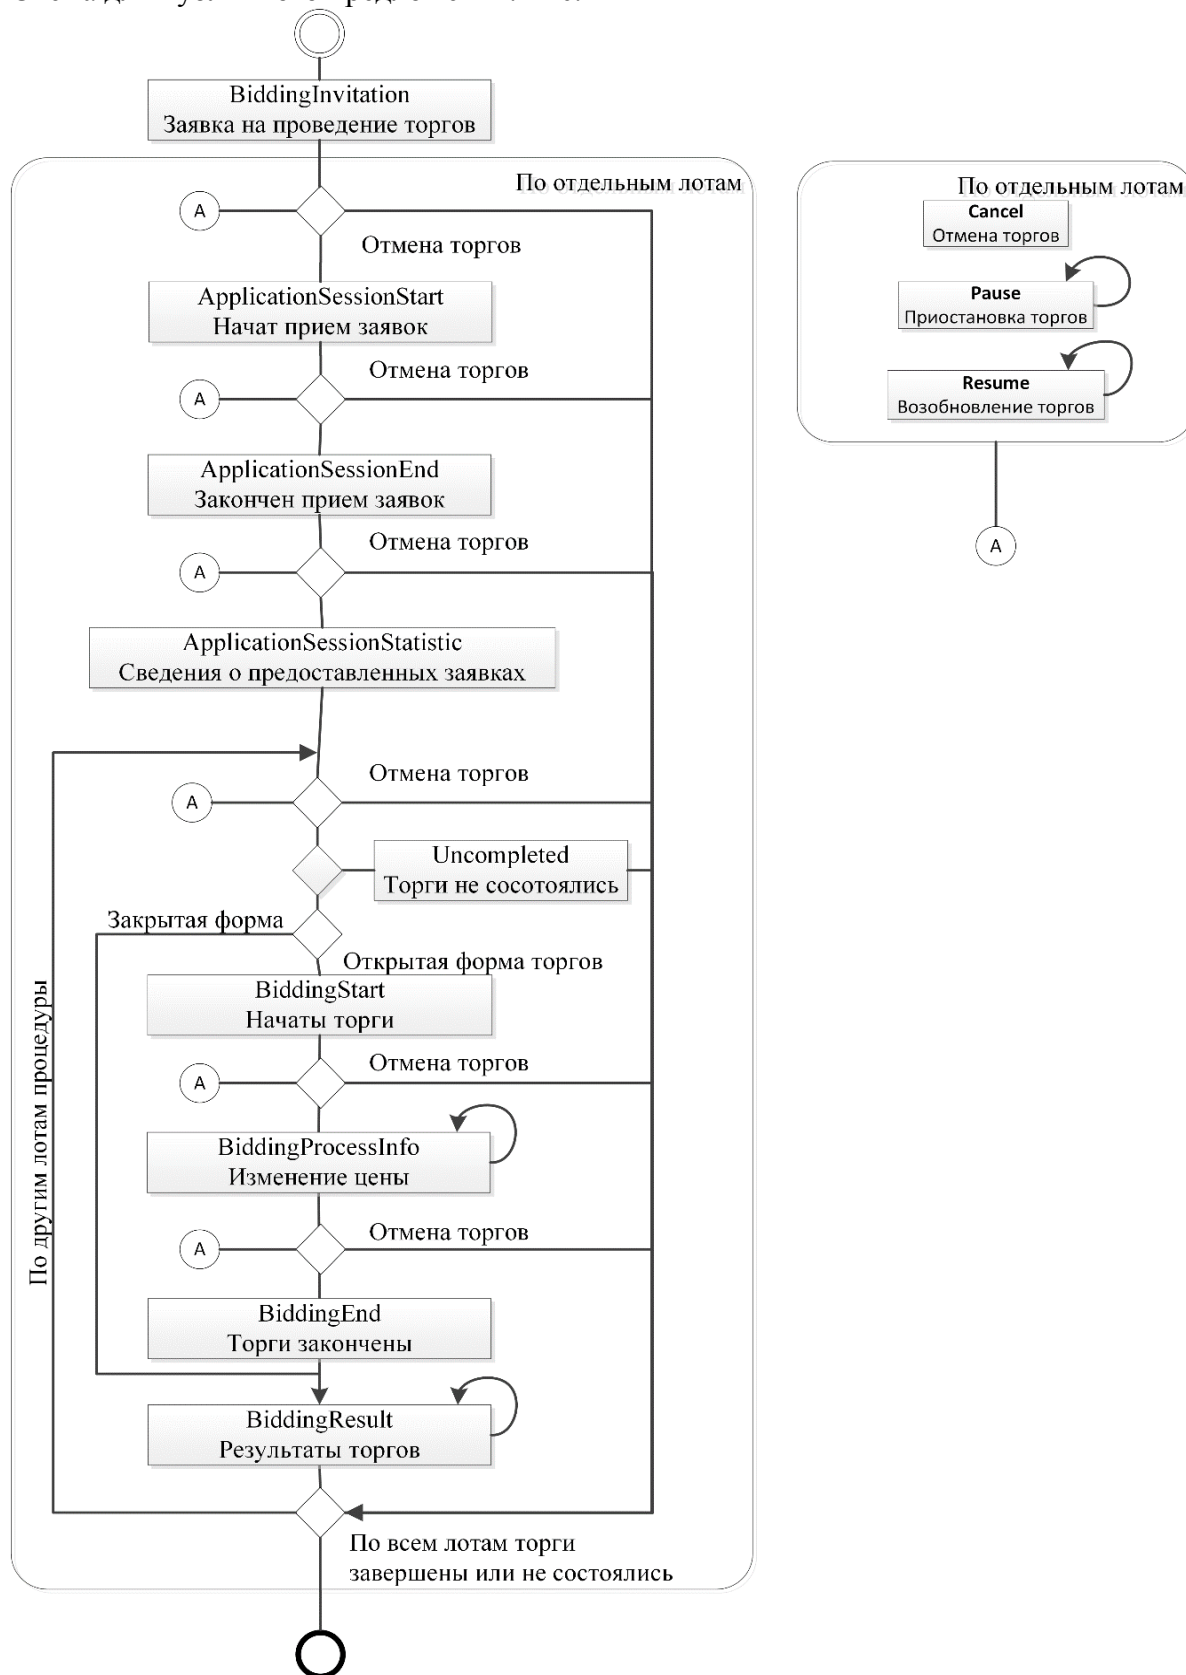 BiddingInvitation
Заявка на проведение торгов
По отдельным лотам
A
Отмена торгов
ApplicationSessionStart
Начат прием заявок
Отмена торгов
A
ApplicationSessionEnd
Закончен прием заявок
Отмена торгов
A
ApplicationSessionStatistic
Сведения о предоставленных заявках
Отмена торгов
A
Uncompleted
Торги не сосотоялись
Закрытая форма
Открытая форма торгов
BiddingStart
Начаты торги
Отмена торгов
A
BiddingProcessInfo
Изменение цены
Отмена торгов
A
BiddingEnd
Торги закончены
BiddingResult
Результаты торгов
По другим лотам процедуры
По всем лотам торги
завершены или не состоялись
По отдельным лотам
Cancel
Отмена торгов
Pause
Приостановка торгов
Resume
Возобновление торгов
A